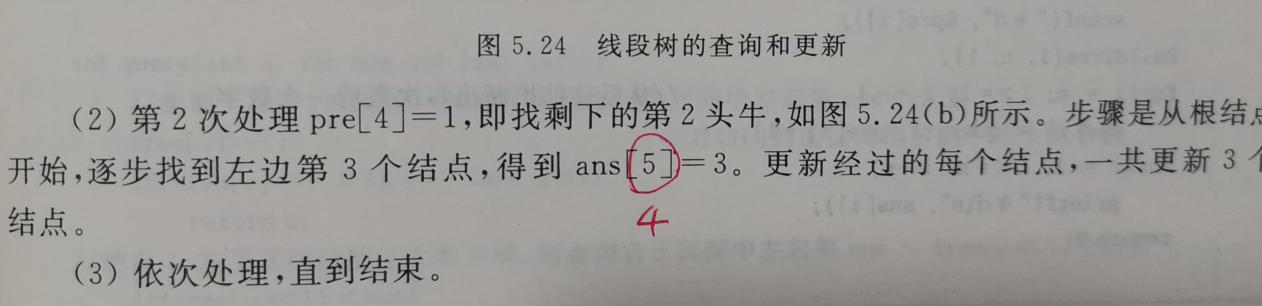 图 5.24 线段树的查询和更新
(2) 第 2 次处理 pre[4]=1,即找剩下的第 2 头牛,如图 5.24(b)所示。步骤是从根结点
开始,逐步找到左边第 3 个结点,得到 ans[5]=3。更新经过的每个结点,一共更新 3 个
结点。
4
(3) 依次处理,直到结束。